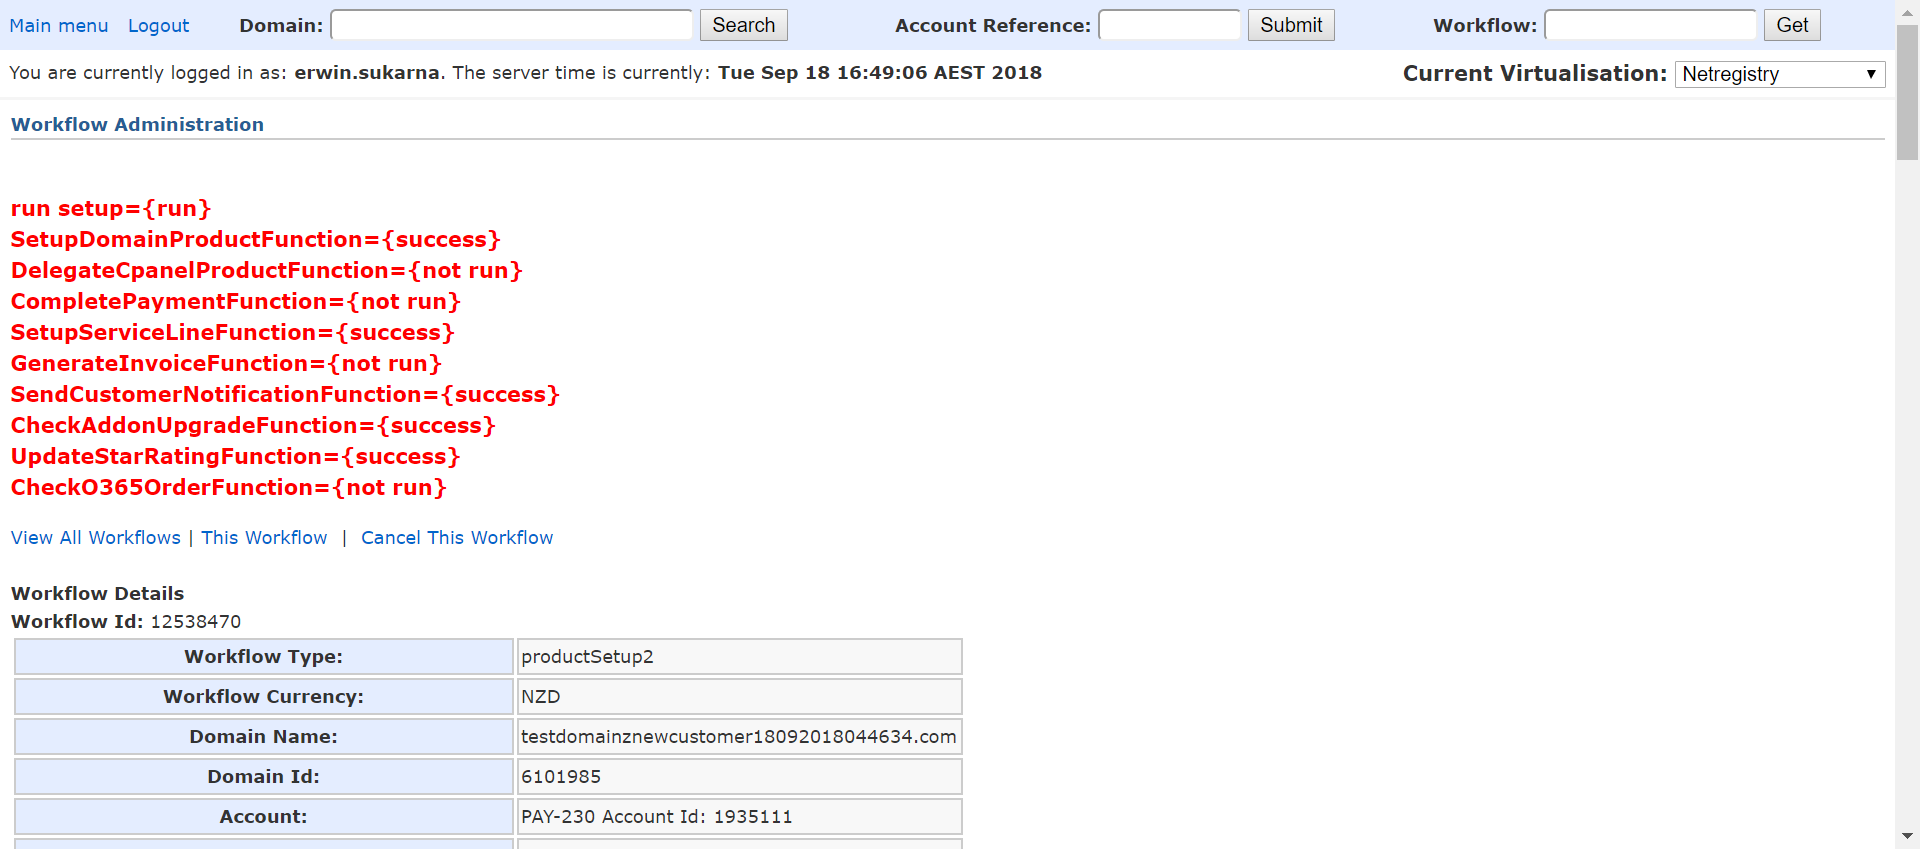 Main menu Logout Domain: Search Account Reference: Submit Workflow: Get
You are currently logged in as: erwin.sukarna. The server time is currently: Tue Sep 18 16:49:06 AEST 2018 Current Virtualisation: Netregistry
Workflow Administration
run setup={run}
SetupDomainProductFunction={success}
DelegateCpanelProductFunction={not run}
CompletePaymentFunction={not run}
SetupServiceLineFunction={success}
GenerateInvoiceFunction={not run}
SendCustomerNotificationFunction={success}
CheckAddonUpgradeFunction={success}
UpdateStarRatingFunction={success}
CheckO365OrderFunction={not run}
View All Workflows | This Workflow | Cancel This Workflow
Workflow Details
Workflow Id: 12538470
Workflow Type: productSetup2
Workflow Currency: NZD
Domain Name: testdomainznewcustomer18092018044634.com
Domain Id: 6101985
Account: PAY-230 Account Id: 1935111